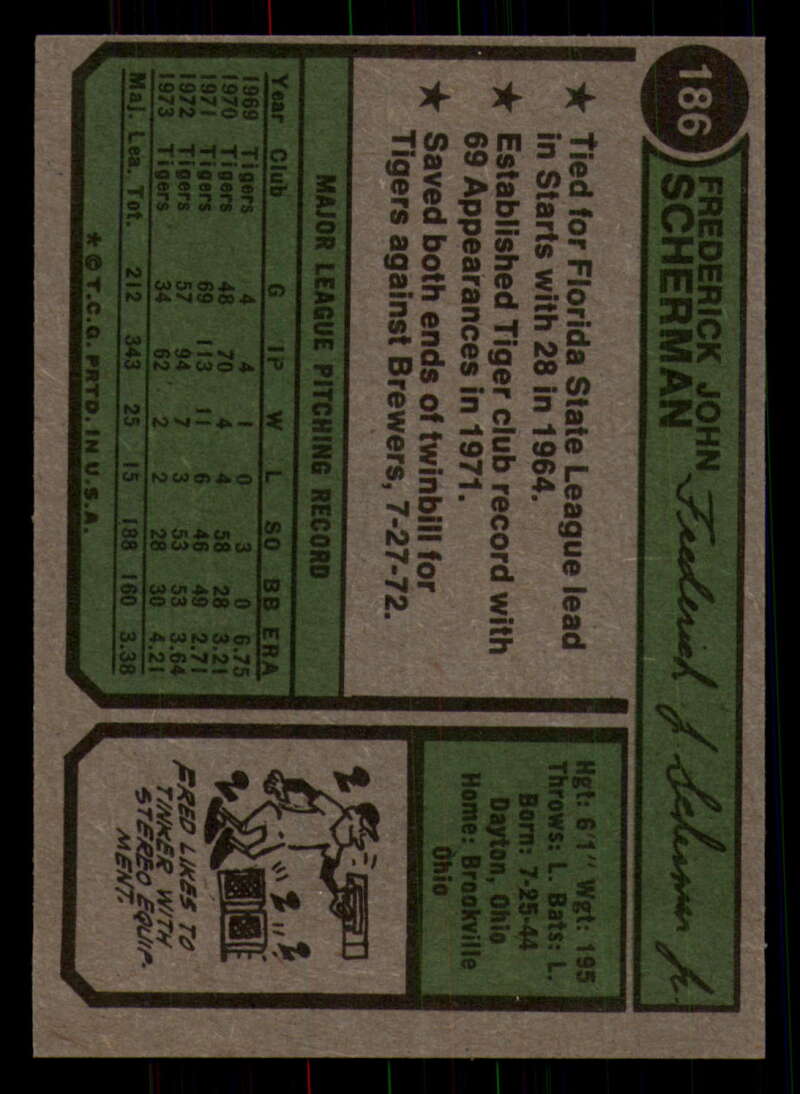 186
FREDERICK JOHN
SCHERMAN
Frederick J. Scherman Jr.
★ Tied for Florida State League lead
in Starts with 28 in 1964.
★ Established Tiger club record with
69 Appearances in 1971.
★ Saved both ends of twinbill for
Tigers against Brewers, 7-27-72.
MAJOR LEAGUE PITCHING RECORD
Year Club G IP W L SO BB ERA
1969 Tigers 4 4 1 0 3 0 6.75
1970 Tigers 48 70 4 4 58 28 3.21
1971 Tigers 69 113 11 6 46 49 2.71
1972 Tigers 57 94 7 3 53 53 3.64
1973 Tigers 34 62 2 2 28 30 4.21
Maj. Lea. Tot. 212 343 25 15 188 160 3.38
* © T.C.G. PRTD. IN U.S.A.
Hgt: 6'1" Wgt: 195
Throws: L. Bats: L.
Born: 7-25-44
Dayton, Ohio
Home: Brookville
Ohio
FRED LIKES TO
TINKER WITH
STEREO EQUIP-
MENT.